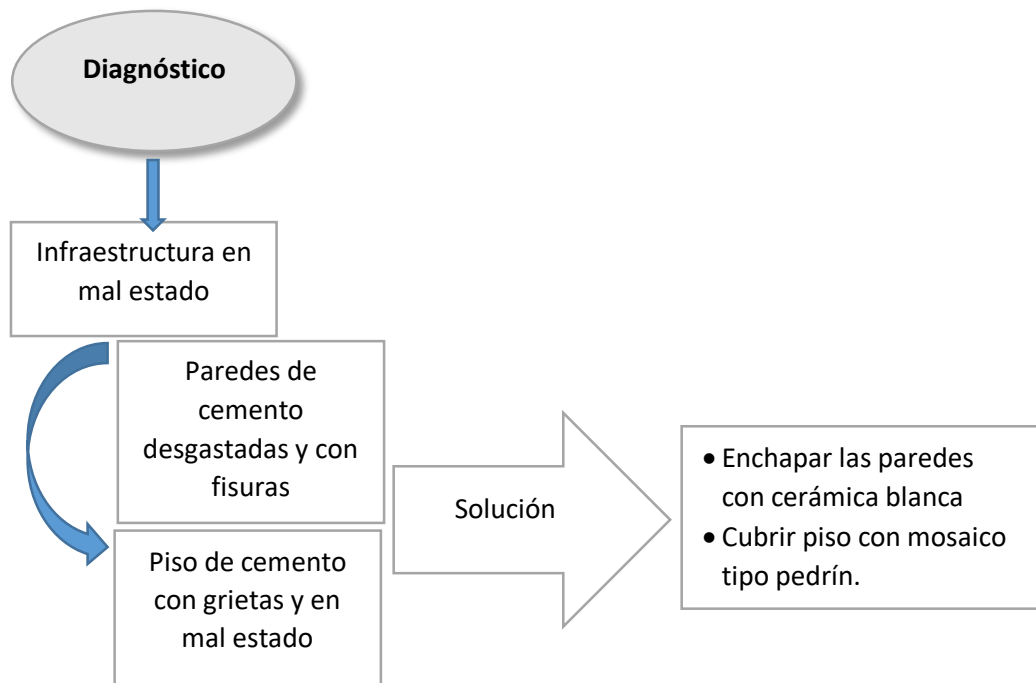 Diagnóstico
Infraestructura en
mal estado
Paredes de
cemento
desgastadas y con
fisuras
Piso de cemento
con grietas y en
mal estado
Solución
• Enchapar las paredes
con cerámica blanca
• Cubrir piso con mosaico
tipo pedrín.